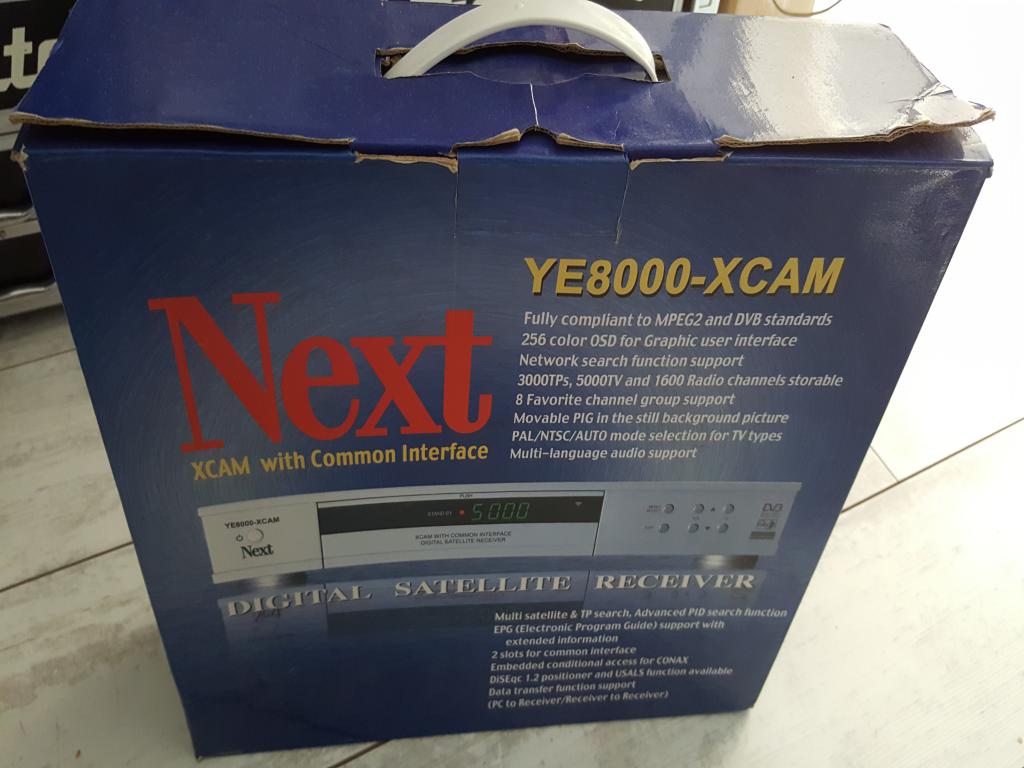 YE8000-XCAM
Fully compliant to MPEG2 and DVB standards
256 color OSD for Graphic user interface
Network search function support
3000TPs, 5000TV and 1600 Radio channels storable
8 Favorite channel group support
Movable PIG in the still background picture
PAL/NTSC/AUTO mode selection for TV types
Multi-language audio support
Next
XCAM with Common Interface
PUSH
YE8000-XCAM
Next
STAND BY
5000
XCAM WITH COMMON INTERFACE
DIGITAL SATELLITE RECEIVER
DVB
DIGITAL SATELLITE RECEIVER
Multi satellite & TP search, Advanced PID search function
EPG (Electronic Program Guide) support with
extended information
2 slots for common interface
Embedded conditional access for CONAX
DiSEqc 1.2 positioner and USALS function available
Data transfer function support
(PC to Receiver/Receiver to Receiver)